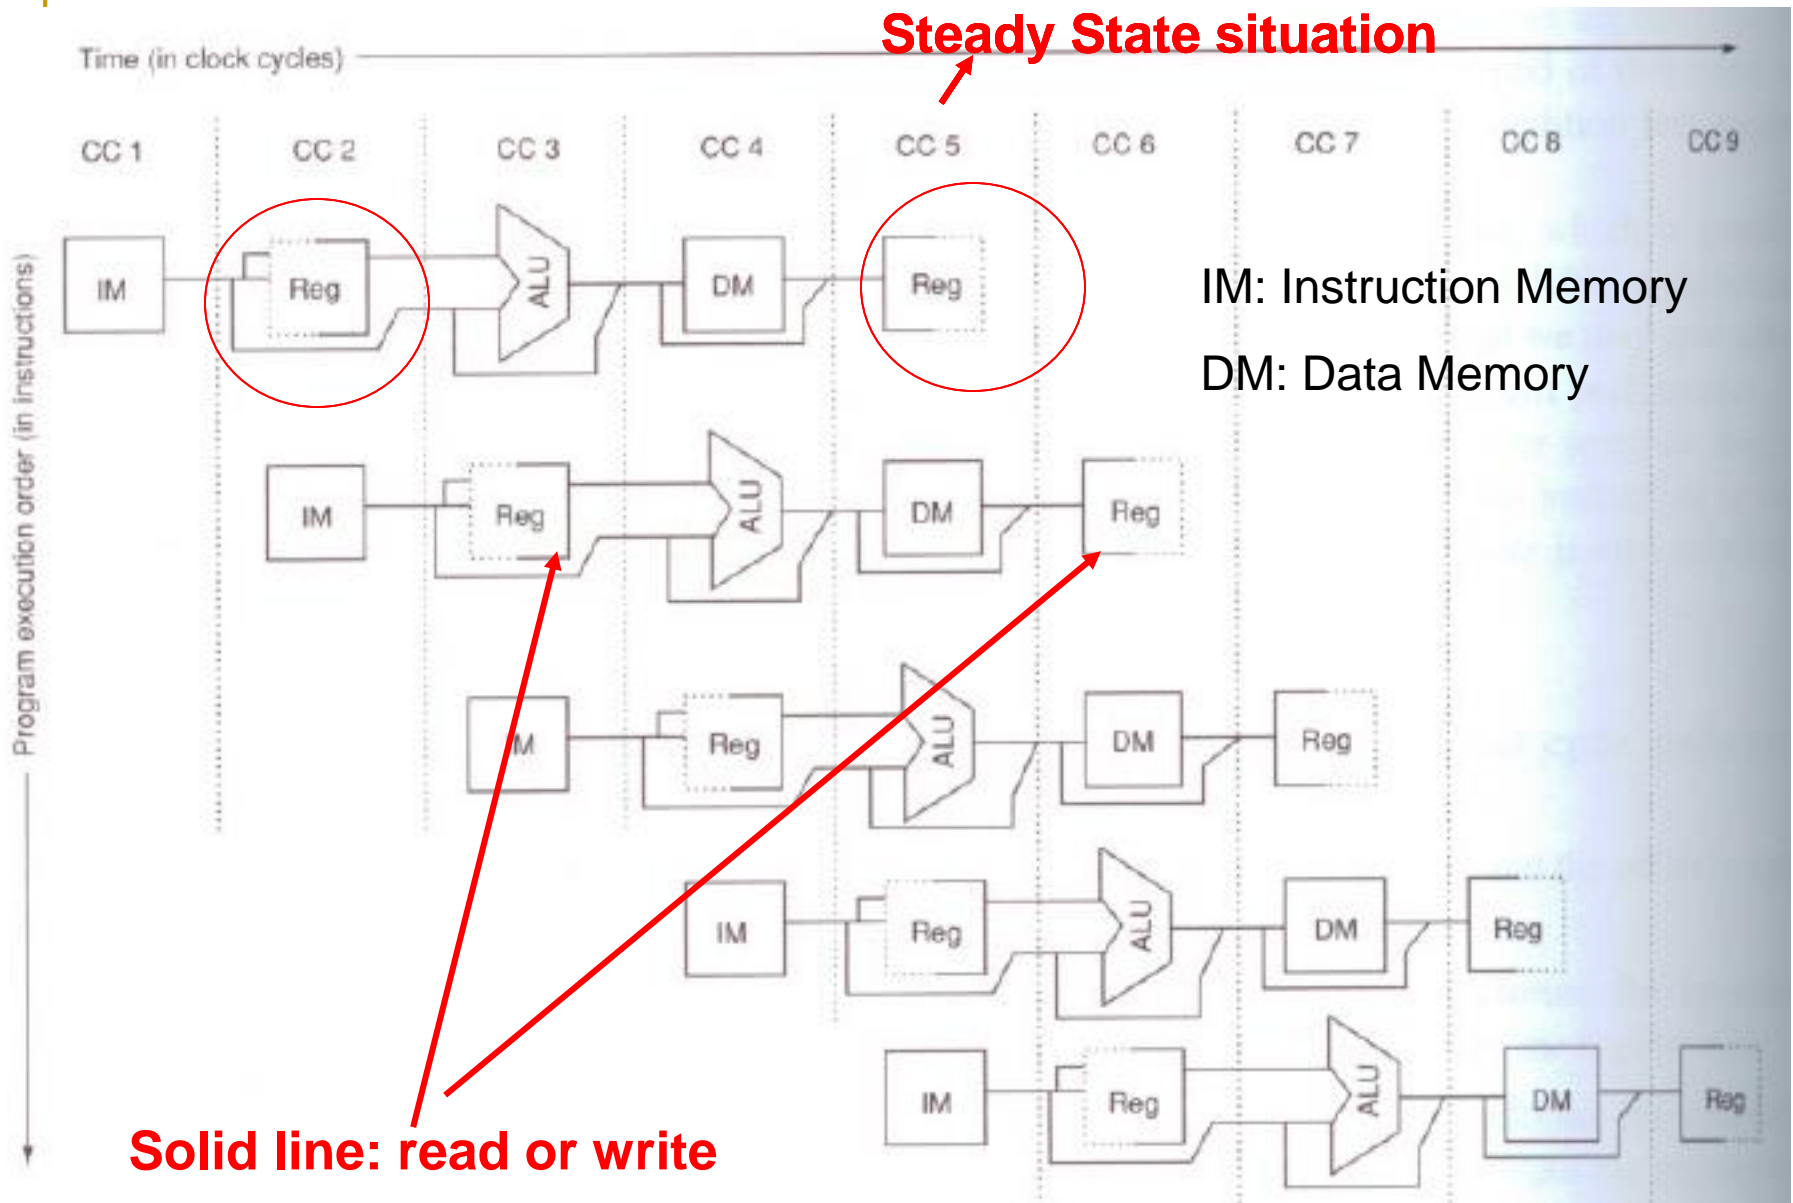 Steady State situation
Time (in clock cycles)
CC 1 CC 2 CC 3 CC 4 CC 5 CC 6 CC 7 CC 8 CC 9
Program execution order (in instructions)
IM Reg ALU DM Reg
IM: Instruction Memory
DM: Data Memory
IM Reg ALU DM Reg
IM Reg ALU DM Reg
IM Reg ALU DM Reg
IM Reg ALU DM Reg
Solid line: read or write